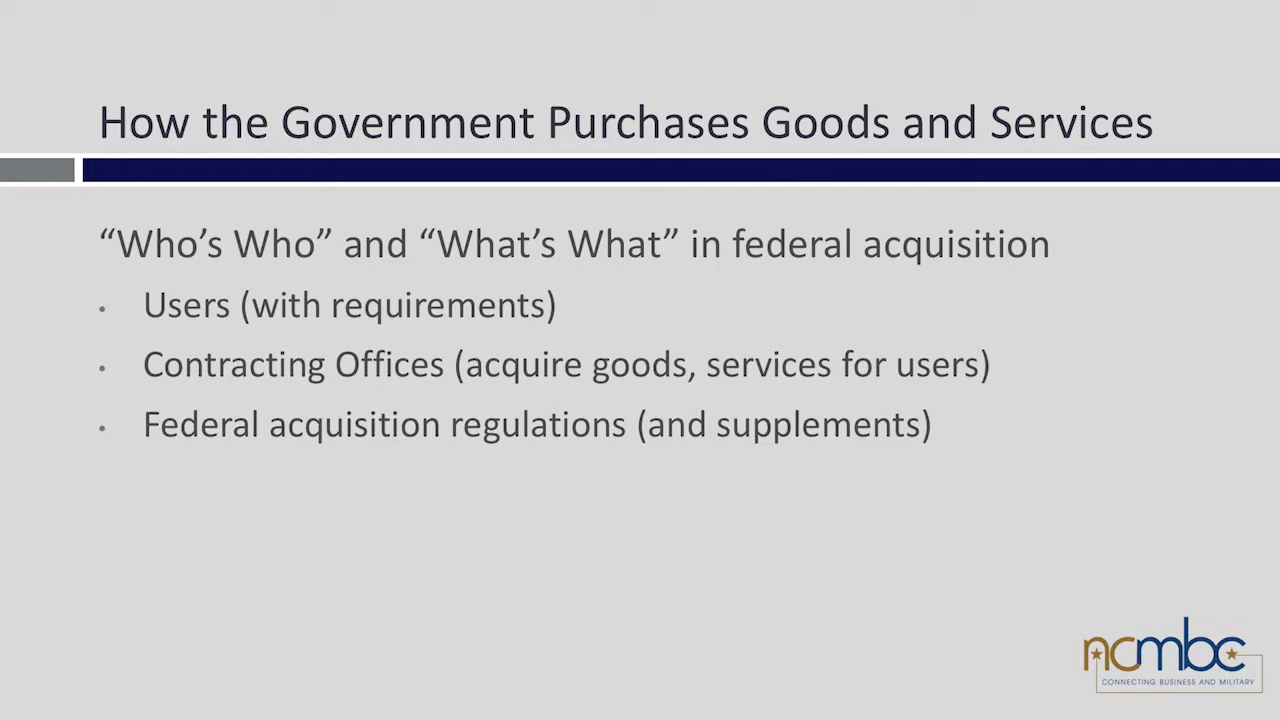 How the Government Purchases Goods and Services
“Who’s Who” and “What’s What” in federal acquisition
• Users (with requirements)
• Contracting Offices (acquire goods, services for users)
• Federal acquisition regulations (and supplements)
ncmbc
CONNECTING BUSINESS AND MILITARY